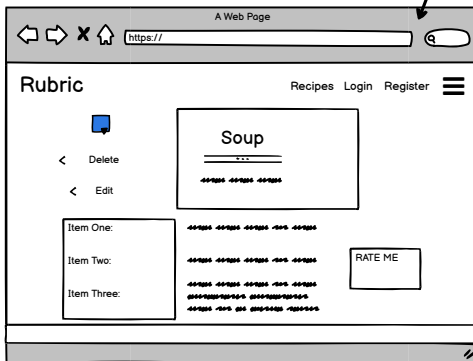 A Web Page
https://
Rubric
Recipes Login Register
Soup
< Delete
< Edit
Item One:
Item Two:
Item Three:
RATE ME